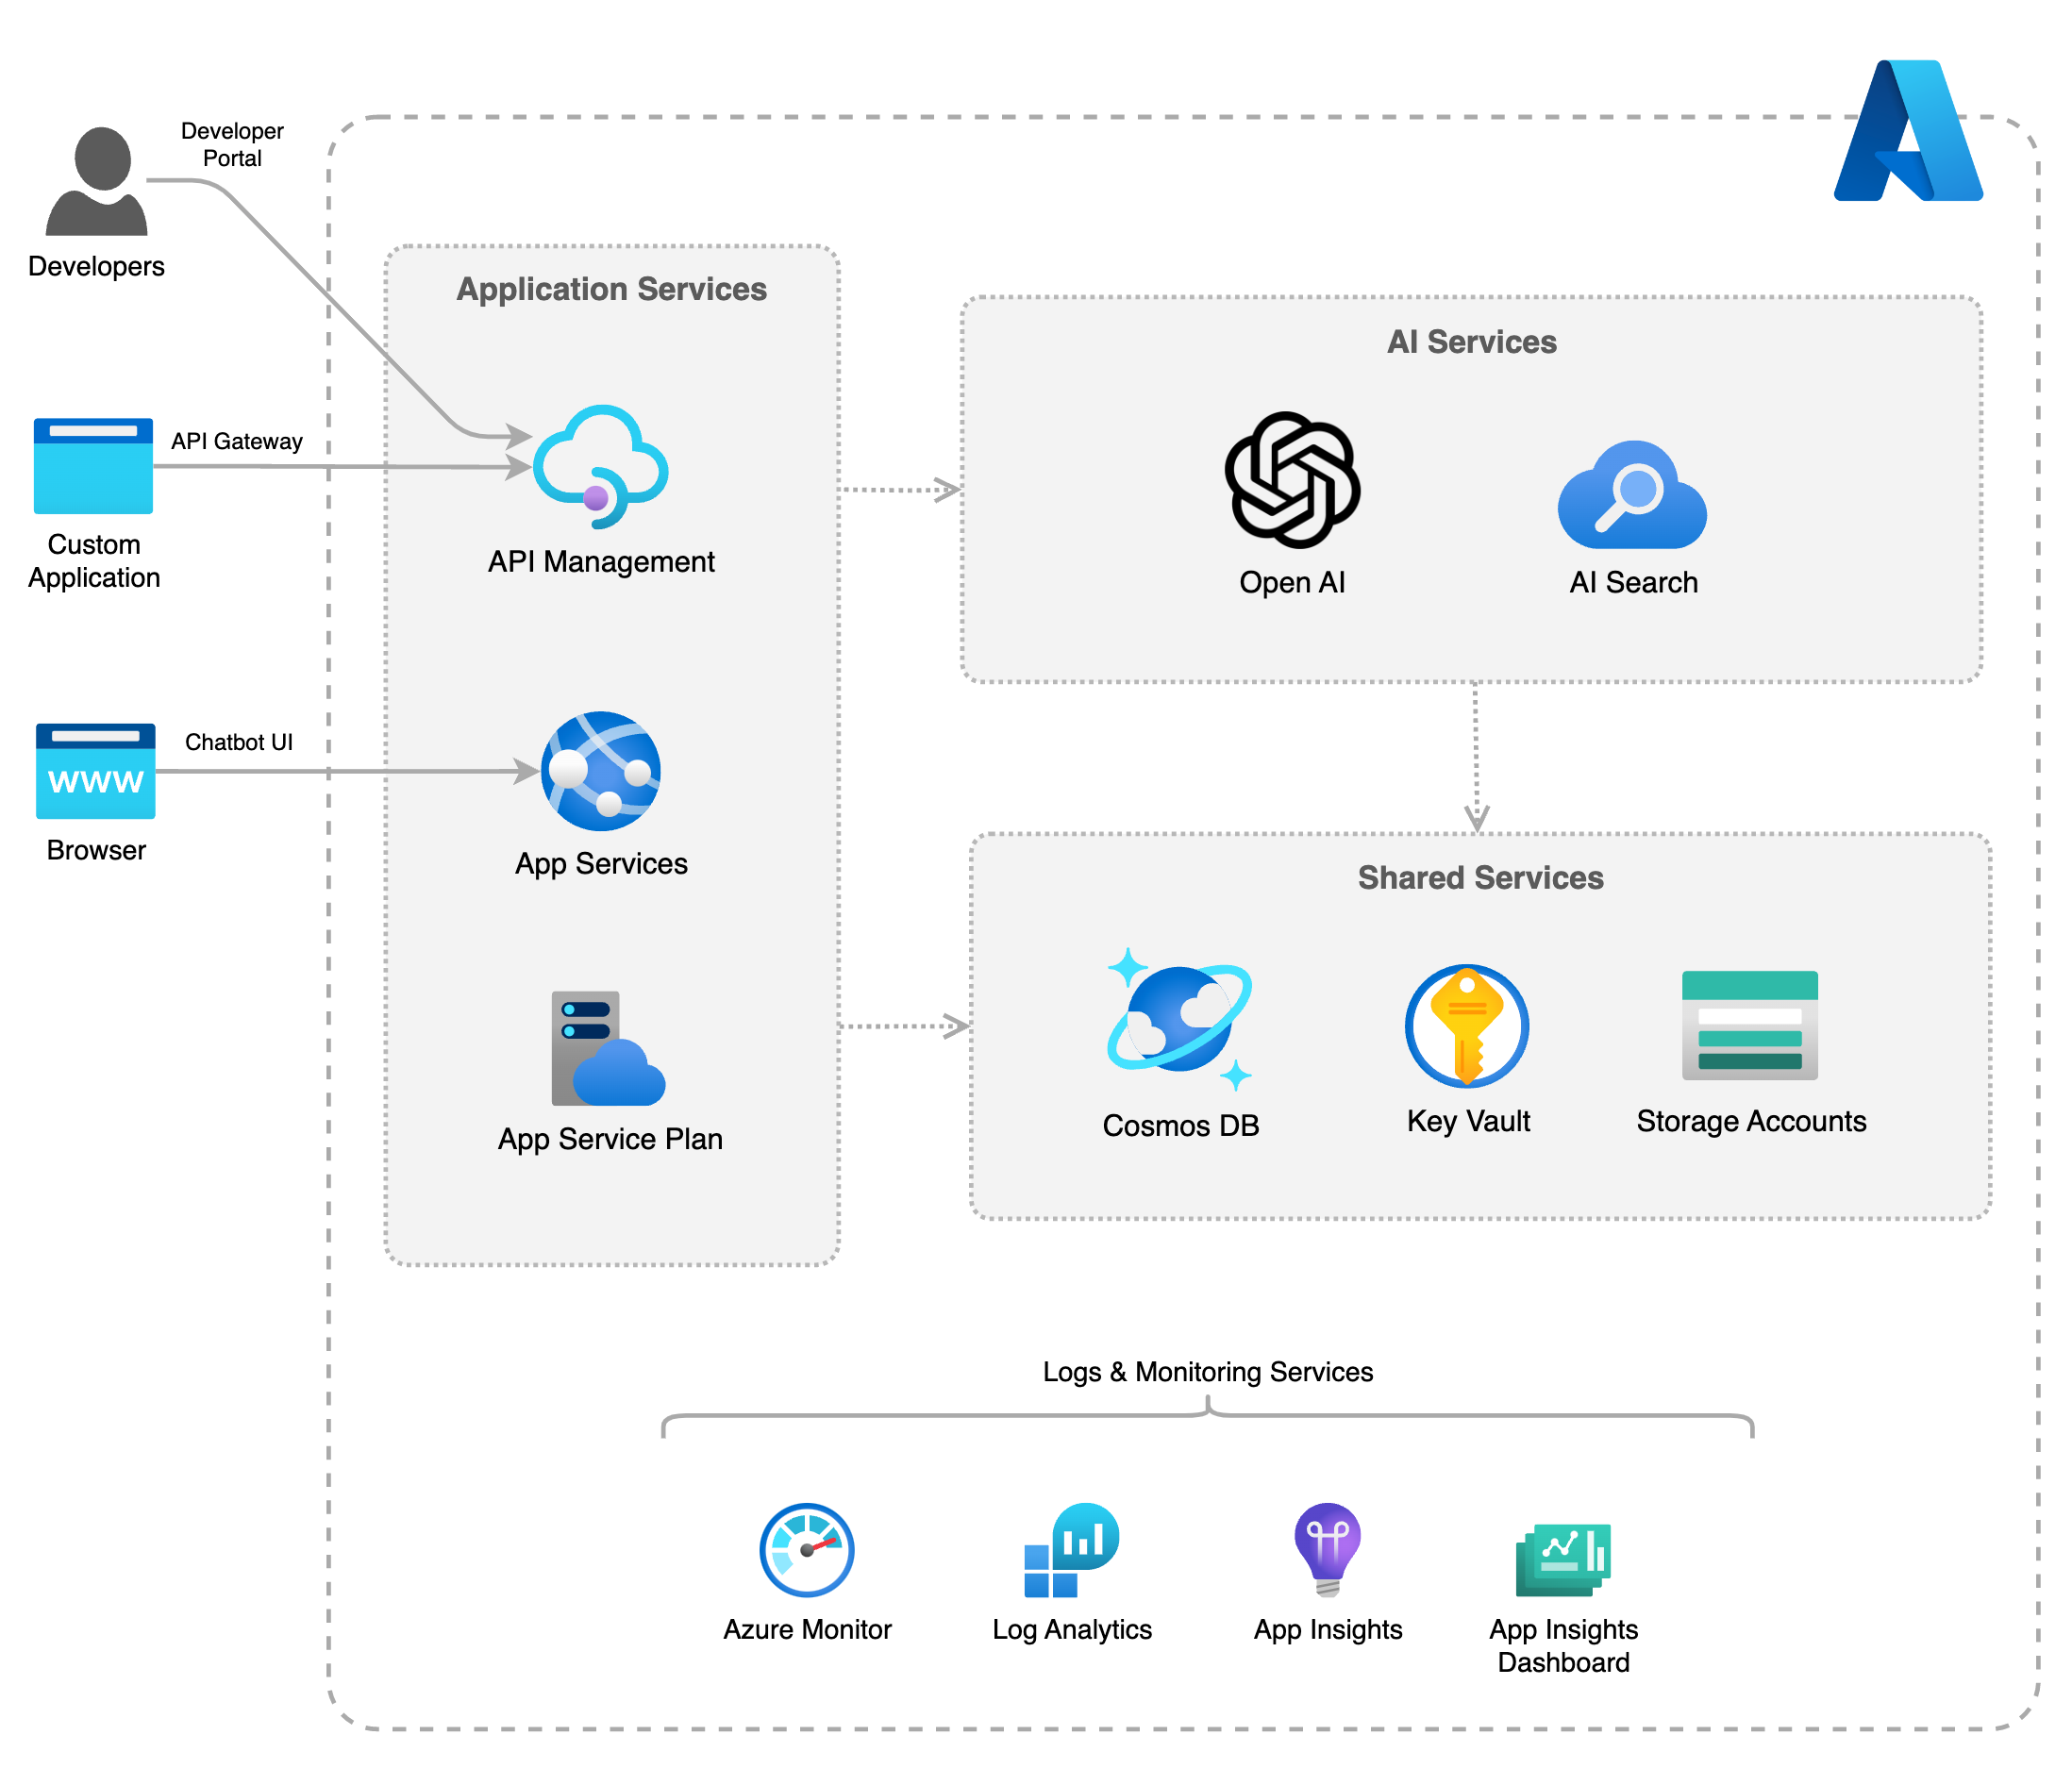 Developer
Portal
Developers
Application Services
AI Services
API Gateway
Custom
Application
API Management
Open AI
AI Search
Chatbot UI
www
Browser
App Services
Shared Services
App Service Plan
Cosmos DB
Key Vault
Storage Accounts
Logs & Monitoring Services
Azure Monitor
Log Analytics
App Insights
App Insights
Dashboard